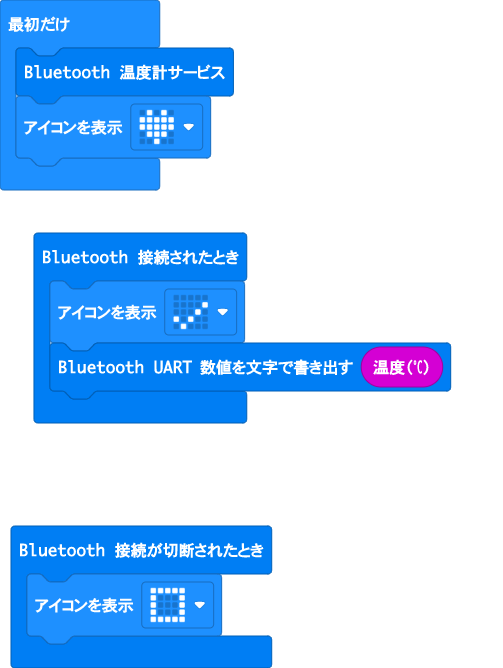 最初だけ
Bluetooth 温度計サービス
アイコンを表示
Bluetooth 接続されたとき
アイコンを表示
Bluetooth UART 数値を文字で書き出す 温度(℃)
Bluetooth 接続が切断されたとき
アイコンを表示